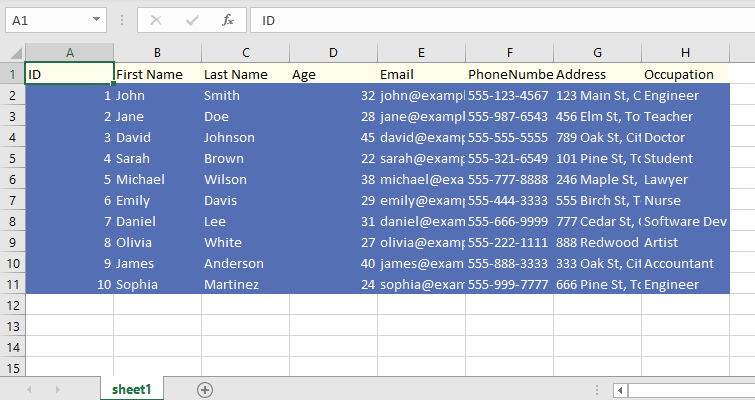 A1 fx ID
A B C D E F G H
1 ID First Name Last Name Age Email PhoneNumbe Address Occupation
2 1 John Smith 32 john@exampl 555-123-4567 123 Main St, C Engineer
3 2 Jane Doe 28 jane@exampl 555-987-6543 456 Elm St, To Teacher
4 3 David Johnson 45 david@examp 555-555-5555 789 Oak St, Cit Doctor
5 4 Sarah Brown 22 sarah@examp 555-321-6549 101 Pine St, To Student
6 5 Michael Wilson 38 michael@exa 555-777-8888 246 Maple St, Lawyer
7 6 Emily Davis 29 emily@examp 555-444-3333 555 Birch St, T Nurse
8 7 Daniel Lee 31 daniel@exam 555-666-9999 777 Cedar St, Software Dev
9 8 Olivia White 27 olivia@examp 555-222-1111 888 Redwood Artist
10 9 James Anderson 40 james@exam 555-888-3333 333 Oak St, Cit Accountant
11 10 Sophia Martinez 24 sophia@exam 555-999-7777 666 Pine St, To Engineer
12
13
14
15
sheet1